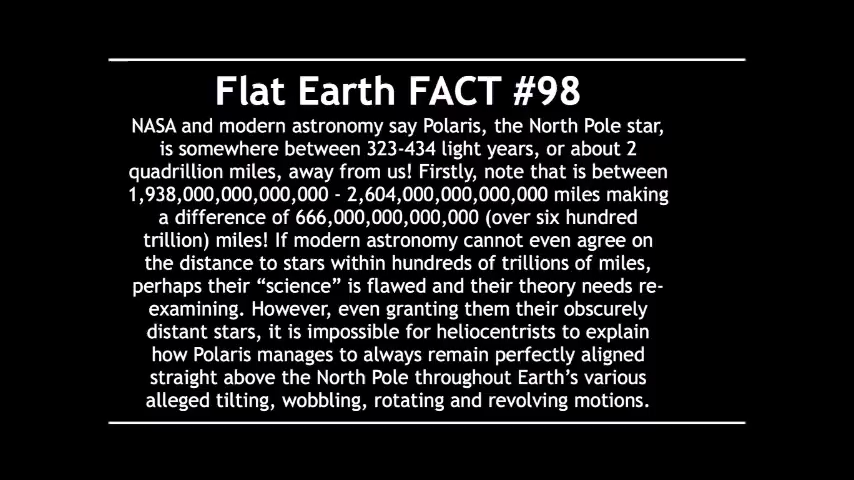 Flat Earth FACT #98
NASA and modern astronomy say Polaris, the North Pole star,
is somewhere between 323-434 light years, or about 2
quadrillion miles, away from us! Firstly, note that is between
1,938,000,000,000,000 - 2,604,000,000,000,000 miles making
a difference of 666,000,000,000,000 (over six hundred
trillion) miles! If modern astronomy cannot even agree on
the distance to stars within hundreds of trillions of miles,
perhaps their “science” is flawed and their theory needs re-
examining. However, even granting them their obscurely
distant stars, it is impossible for heliocentrists to explain
how Polaris manages to always remain perfectly aligned
straight above the North Pole throughout Earth’s various
alleged tilting, wobbling, rotating and revolving motions.